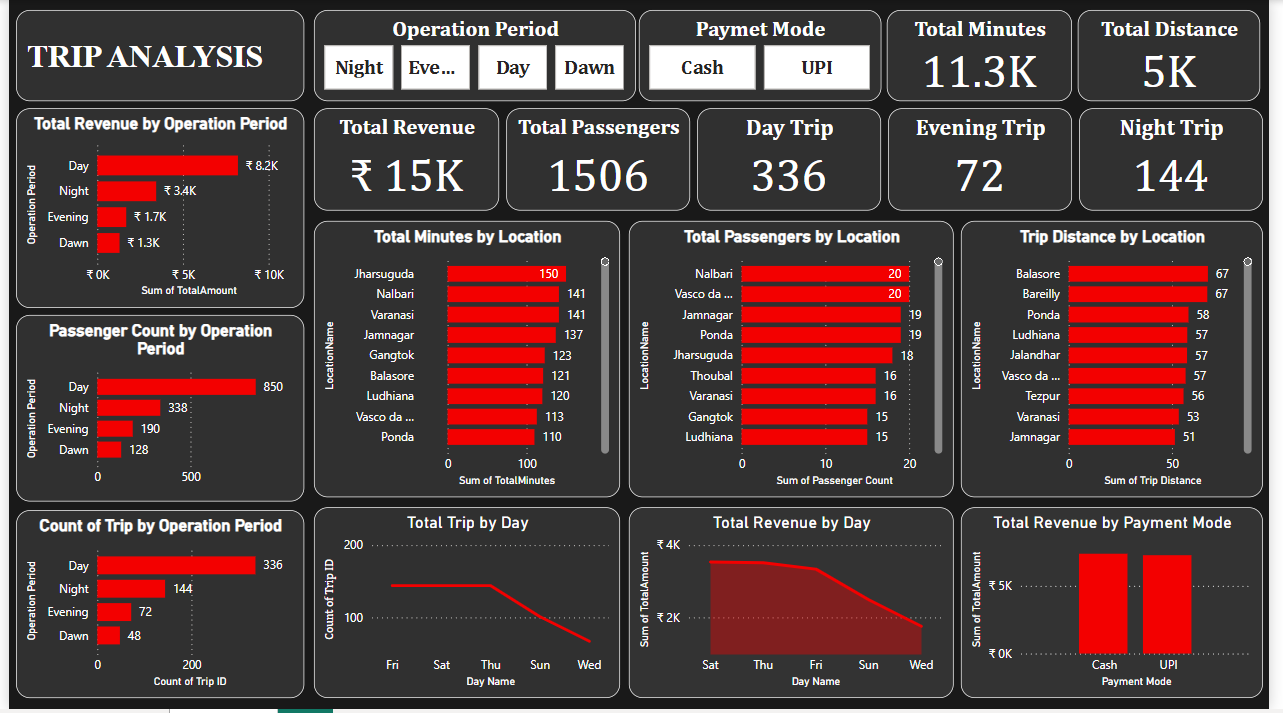 TRIP ANALYSIS
Operation Period
Night
Eve...
Day
Dawn
Paymet Mode
Cash
UPI
Total Minutes
11.3K
Total Distance
5K
Total Revenue by Operation Period
Operation Period
Day
₹ 8.2K
Night
₹ 3.4K
Evening
₹ 1.7K
Dawn
₹ 1.3K
₹ 0K
₹ 5K
₹ 10K
Sum of TotalAmount
Total Revenue
₹ 15K
Total Passengers
1506
Day Trip
336
Evening Trip
72
Night Trip
144
Passenger Count by Operation
Period
Operation Period
Day
850
Night
338
Evening
190
Dawn
128
0
500
Total Minutes by Location
LocationName
Jharsuguda
150
Nalbari
141
Varanasi
141
Jamnagar
137
Gangtok
123
Balasore
121
Ludhiana
120
Vasco da ...
113
Ponda
110
0
100
Sum of TotalMinutes
Total Passengers by Location
LocationName
Nalbari
20
Vasco da ...
20
Jamnagar
19
Ponda
19
Jharsuguda
18
Thoubal
16
Varanasi
16
Gangtok
15
Ludhiana
15
0
10
20
Sum of Passenger Count
Trip Distance by Location
LocationName
Balasore
67
Bareilly
67
Ponda
58
Ludhiana
57
Jalandhar
57
Vasco da ...
57
Tezpur
56
Varanasi
53
Jamnagar
51
0
50
Sum of Trip Distance
Count of Trip by Operation Period
Operation Period
Day
336
Night
144
Evening
72
Dawn
48
0
200
Count of Trip ID
Total Trip by Day
Count of Trip ID
200
100
Fri
Sat
Thu
Sun
Wed
Day Name
Total Revenue by Day
Sum of TotalAmount
₹ 4K
₹ 2K
Sat
Thu
Fri
Sun
Wed
Day Name
Total Revenue by Payment Mode
Sum of TotalAmount
₹ 5K
₹ 0K
Cash
UPI
Payment Mode